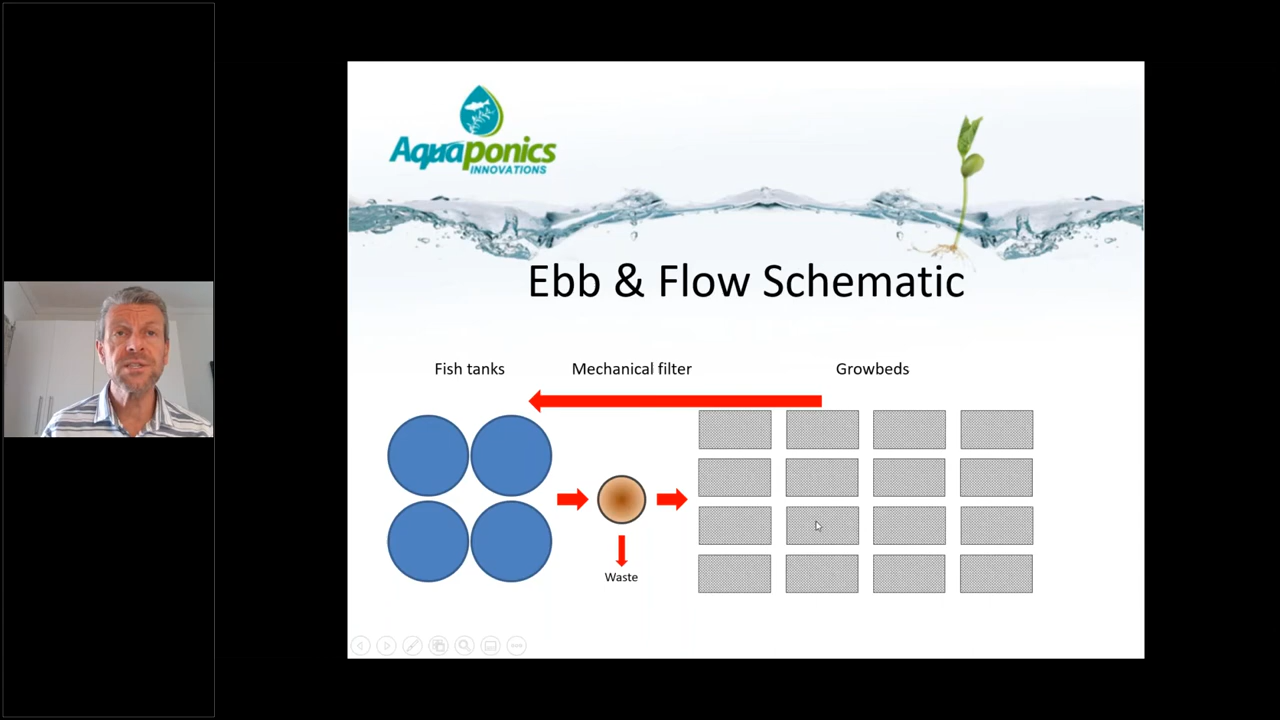 Aquaponics
INNOVATIONS
Ebb & Flow Schematic
Fish tanks
Mechanical filter
Growbeds
Waste